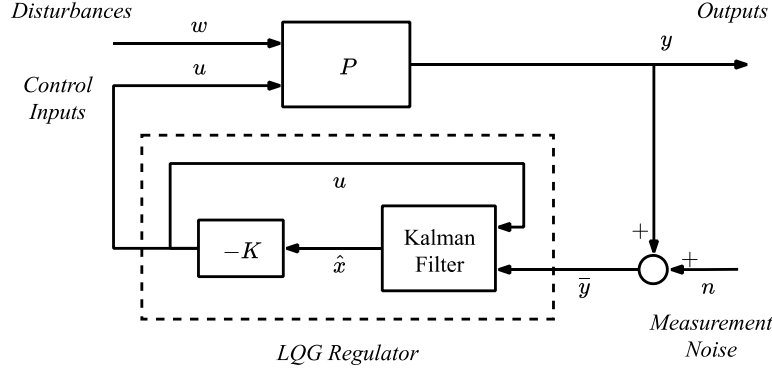 Disturbances
Outputs
w
y
u
P
Control
Inputs
u
Kalman
Filter
−K
x̂
+
+
y̅
n
Measurement
Noise
LQG Regulator